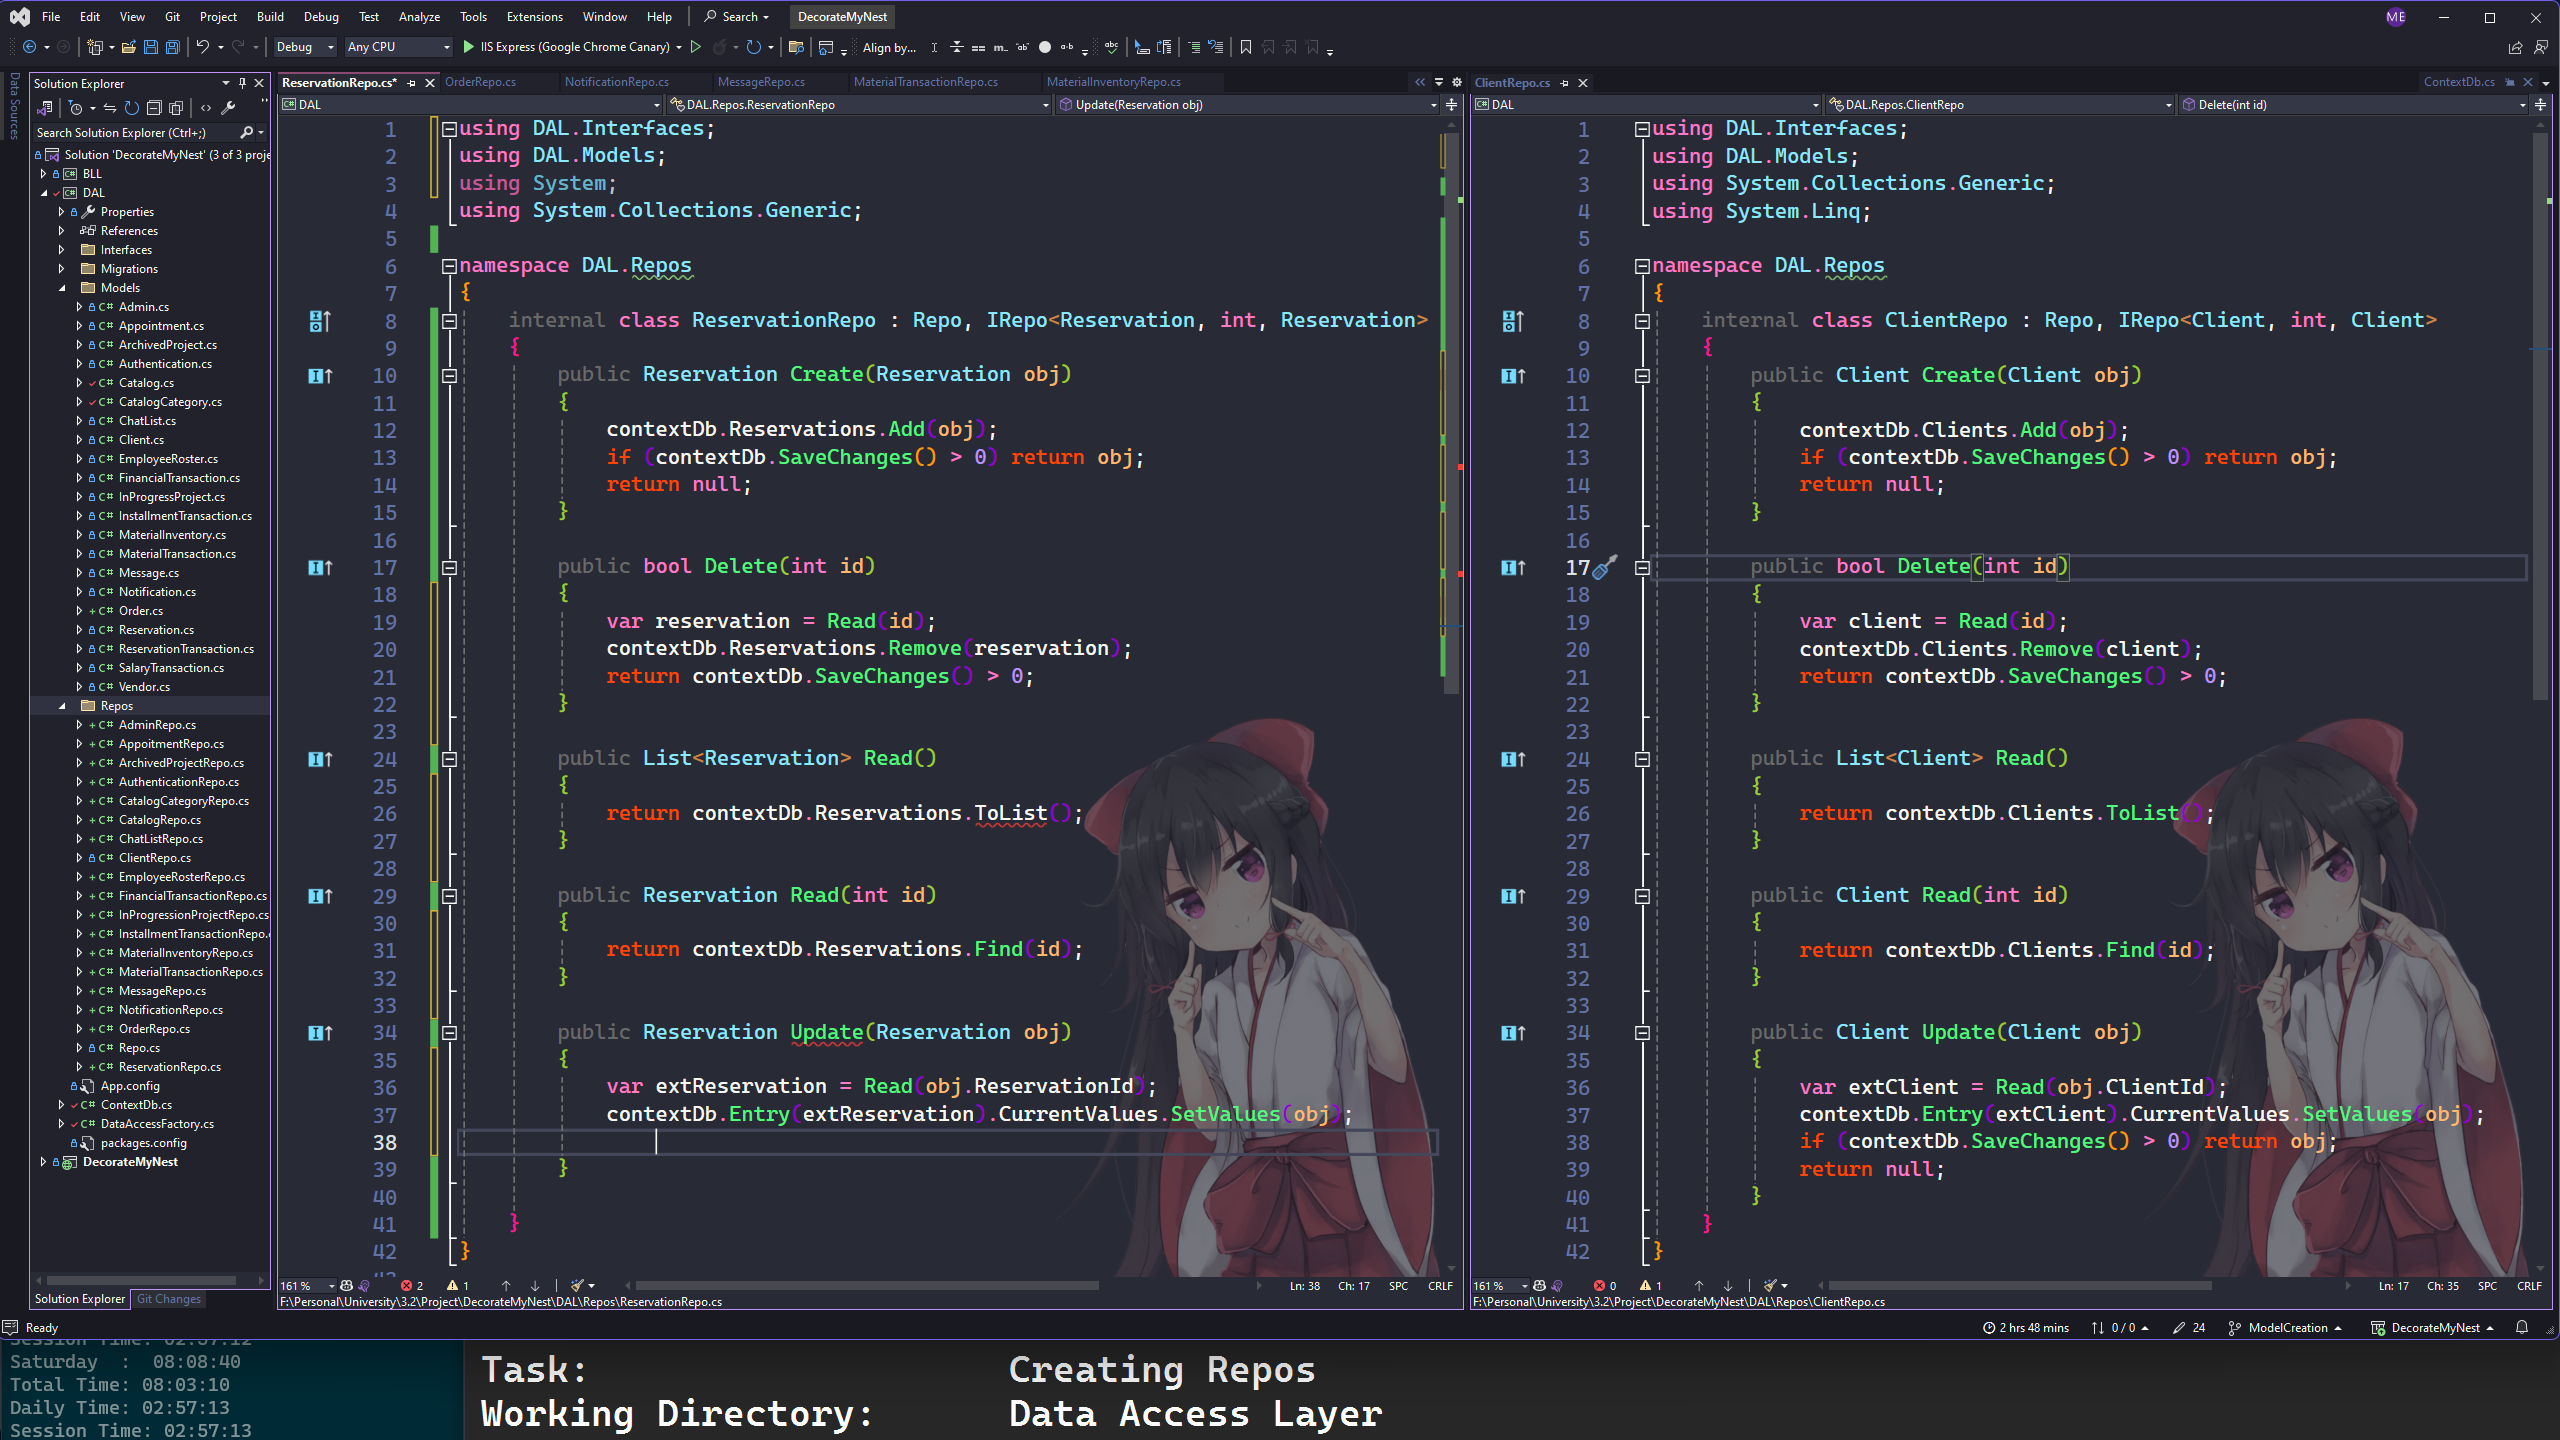 File Edit View Git Project Build Debug Test Analyze Tools Extensions Window Help Search DecorateMyNest ME
Debug Any CPU IIS Express (Google Chrome Canary) Align by...
Data Sources
Solution Explorer
Search Solution Explorer (Ctrl+;)
Solution 'DecorateMyNest' (3 of 3 proje
BLL
DAL
Properties
References
Interfaces
Migrations
Models
C# Admin.cs
C# Appointment.cs
C# ArchivedProject.cs
C# Authentication.cs
C# Catalog.cs
C# CatalogCategory.cs
C# ChatList.cs
C# Client.cs
C# EmployeeRoster.cs
C# FinancialTransaction.cs
C# InProgressProject.cs
C# InstallmentTransaction.cs
C# MaterialInventory.cs
C# MaterialTransaction.cs
C# Message.cs
C# Notification.cs
C# Order.cs
C# Reservation.cs
C# ReservationTransaction.cs
C# SalaryTransaction.cs
C# Vendor.cs
Repos
C# AdminRepo.cs
C# AppoitmentRepo.cs
C# ArchivedProjectRepo.cs
C# AuthenticationRepo.cs
C# CatalogCategoryRepo.cs
C# CatalogRepo.cs
C# ChatListRepo.cs
C# ClientRepo.cs
C# EmployeeRosterRepo.cs
C# FinancialTransactionRepo.cs
C# InProgressionProjectRepo.cs
C# InstallmentTransactionRepo.
C# MaterialInventoryRepo.cs
C# MaterialTransactionRepo.cs
C# MessageRepo.cs
C# NotificationRepo.cs
C# OrderRepo.cs
C# Repo.cs
C# ReservationRepo.cs
App.config
C# ContextDb.cs
C# DataAccessFactory.cs
packages.config
DecorateMyNest
Solution Explorer Git Changes
ReservationRepo.cs* OrderRepo.cs NotificationRepo.cs MessageRepo.cs MaterialTransactionRepo.cs MaterialInventoryRepo.cs
DAL DAL.Repos.ReservationRepo Update(Reservation obj)
1 using DAL.Interfaces;
2 using DAL.Models;
3 using System;
4 using System.Collections.Generic;
5
6 namespace DAL.Repos
7 {
8 internal class ReservationRepo : Repo, IRepo<Reservation, int, Reservation>
9 {
10 public Reservation Create(Reservation obj)
11 {
12 contextDb.Reservations.Add(obj);
13 if (contextDb.SaveChanges() > 0) return obj;
14 return null;
15 }
16
17 public bool Delete(int id)
18 {
19 var reservation = Read(id);
20 contextDb.Reservations.Remove(reservation);
21 return contextDb.SaveChanges() > 0;
22 }
23
24 public List<Reservation> Read()
25 {
26 return contextDb.Reservations.ToList();
27 }
28
29 public Reservation Read(int id)
30 {
31 return contextDb.Reservations.Find(id);
32 }
33
34 public Reservation Update(Reservation obj)
35 {
36 var extReservation = Read(obj.ReservationId);
37 contextDb.Entry(extReservation).CurrentValues.SetValues(obj);
38
39 }
40
41 }
42 }
161 % 2 1 Ln: 38 Ch: 17 SPC CRLF
F:\Personal\University\3.2\Project\DecorateMyNest\DAL\Repos\ReservationRepo.cs
ClientRepo.cs ContextDb.cs
DAL DAL.Repos.ClientRepo Delete(int id)
1 using DAL.Interfaces;
2 using DAL.Models;
3 using System.Collections.Generic;
4 using System.Linq;
5
6 namespace DAL.Repos
7 {
8 internal class ClientRepo : Repo, IRepo<Client, int, Client>
9 {
10 public Client Create(Client obj)
11 {
12 contextDb.Clients.Add(obj);
13 if (contextDb.SaveChanges() > 0) return obj;
14 return null;
15 }
16
17 public bool Delete(int id)
18 {
19 var client = Read(id);
20 contextDb.Clients.Remove(client);
21 return contextDb.SaveChanges() > 0;
22 }
23
24 public List<Client> Read()
25 {
26 return contextDb.Clients.ToList();
27 }
28
29 public Client Read(int id)
30 {
31 return contextDb.Clients.Find(id);
32 }
33
34 public Client Update(Client obj)
35 {
36 var extClient = Read(obj.ClientId);
37 contextDb.Entry(extClient).CurrentValues.SetValues(obj);
38 if (contextDb.SaveChanges() > 0) return obj;
39 return null;
40 }
41 }
42 }
161 % 0 1 Ln: 17 Ch: 35 SPC CRLF
F:\Personal\University\3.2\Project\DecorateMyNest\DAL\Repos\ClientRepo.cs
Ready 2 hrs 48 mins 0 / 0 24 ModelCreation DecorateMyNest
Session Time: 02:57:12
Saturday : 08:08:40
Total Time: 08:03:10
Daily Time: 02:57:13
Session Time: 02:57:13
Task: Creating Repos
Working Directory: Data Access Layer